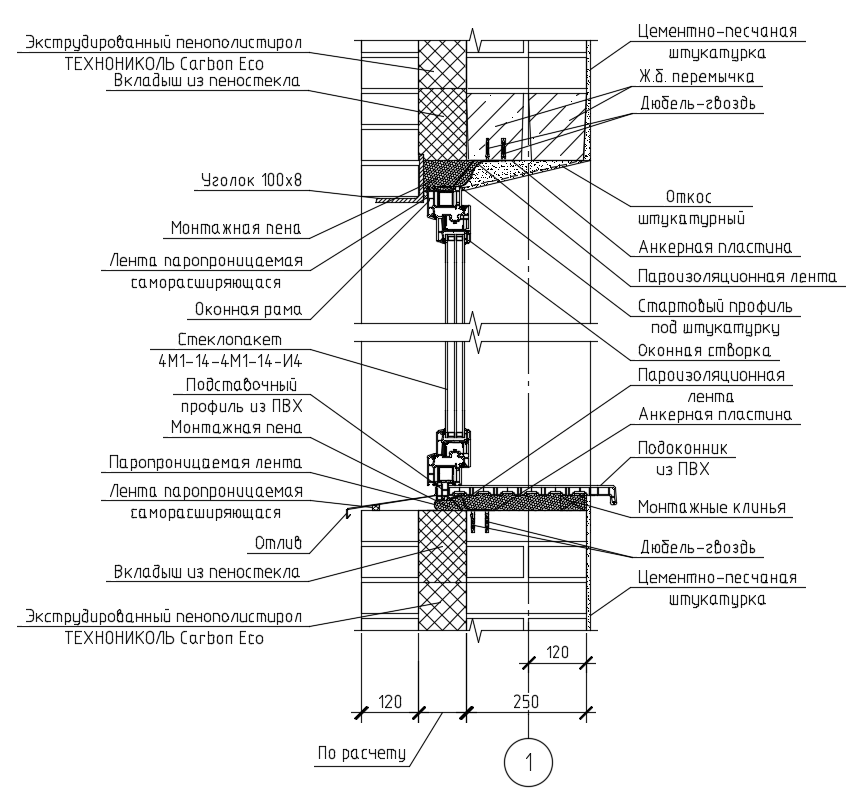 Экструдированный пенополистирол
ТЕХНОНИКОЛЬ Carbon Eco
Вкладыш из пеностекла
Уголок 100х8
Монтажная пена
Лента паропроницаемая
саморасширяющася
Оконная рама
Стеклопакет
4М1-14-4М1-14-И4
Подставочный
профиль из ПВХ
Монтажная пена
Паропроницаемая лента
Лента паропроницаемая
саморасширяющася
Отлив
Вкладыш из пеностекла
Экструдированный пенополистирол
ТЕХНОНИКОЛЬ Carbon Eco
Цементно-песчаная
штукатурка
Ж.б. перемычка
Дюбель-гвоздь
Откос
штукатурный
Анкерная пластина
Пароизоляционная лента
Стартовый профиль
под штукатурку
Оконная створка
Пароизоляционная
лента
Анкерная пластина
Подоконник
из ПВХ
Монтажные клинья
Дюбель-гвоздь
Цементно-песчаная
штукатурка
120
120
250
По расчету
1